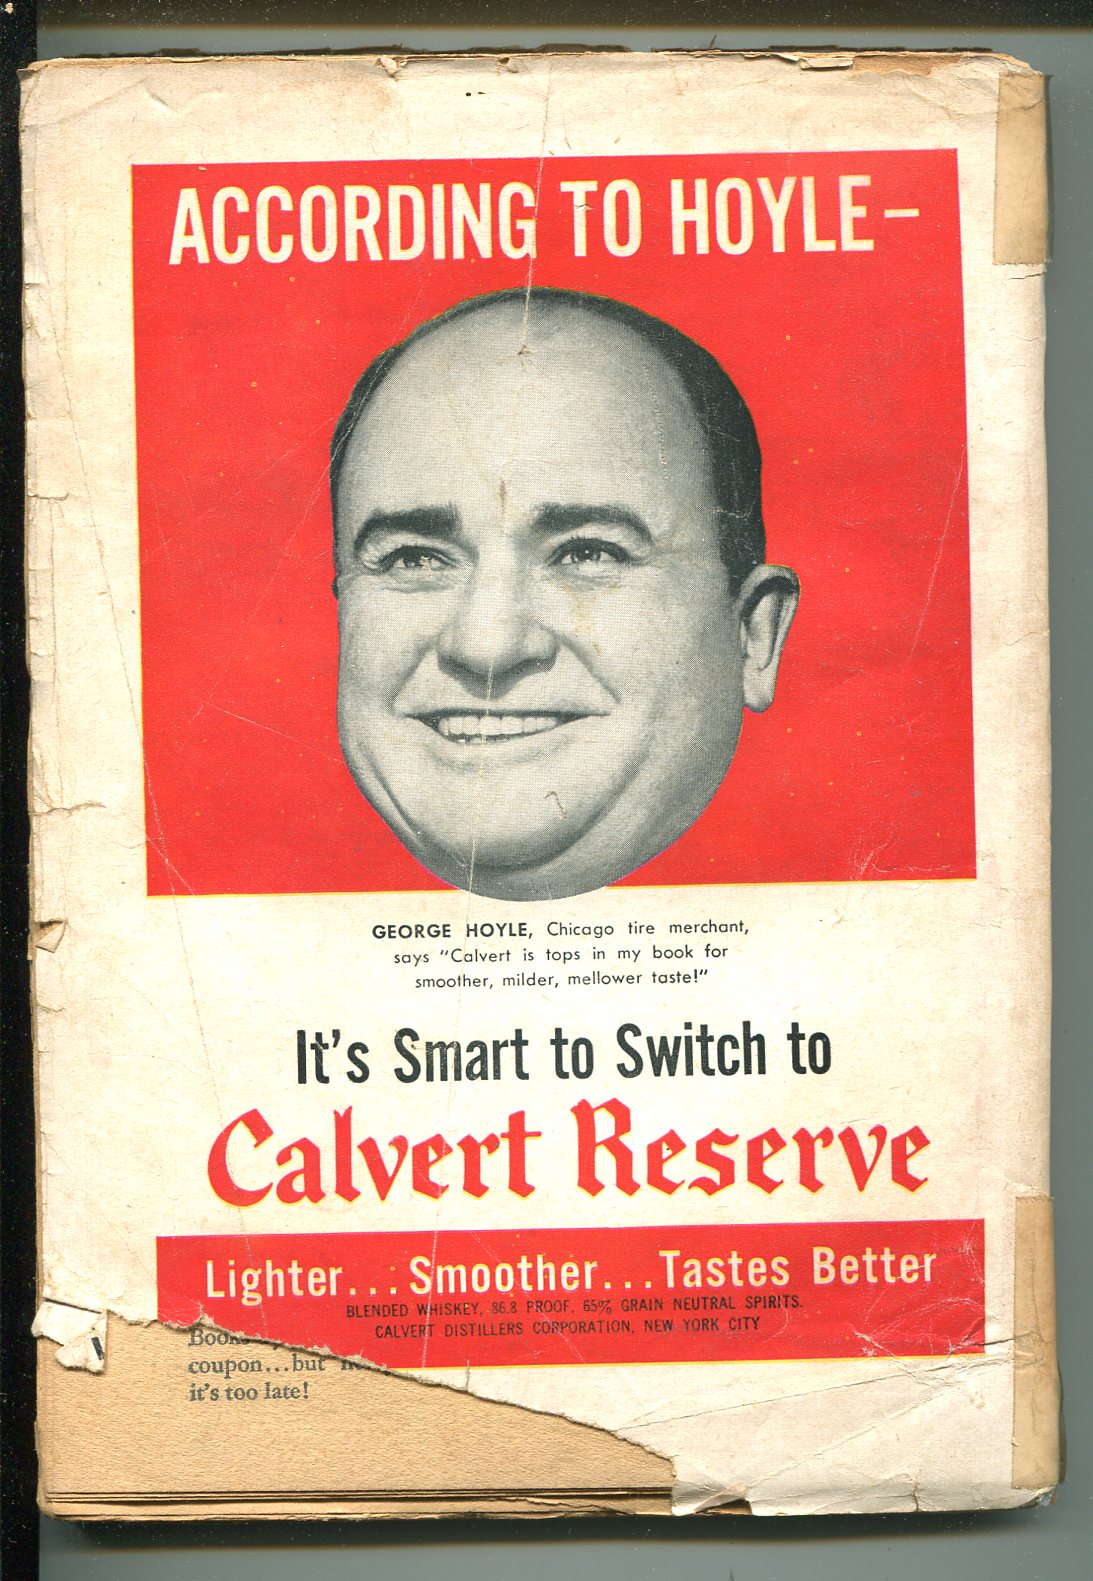 ACCORDING TO HOYLE–
GEORGE HOYLE, Chicago tire merchant,
says "Calvert is tops in my book for
smoother, milder, mellower taste!"
It's Smart to Switch to
Calvert Reserve
Lighter...Smoother...Tastes Better
BLENDED WHISKEY, 86.8 PROOF, 65% GRAIN NEUTRAL SPIRITS.
CALVERT DISTILLERS CORPORATION, NEW YORK CITY
coupon...but
it's too late!